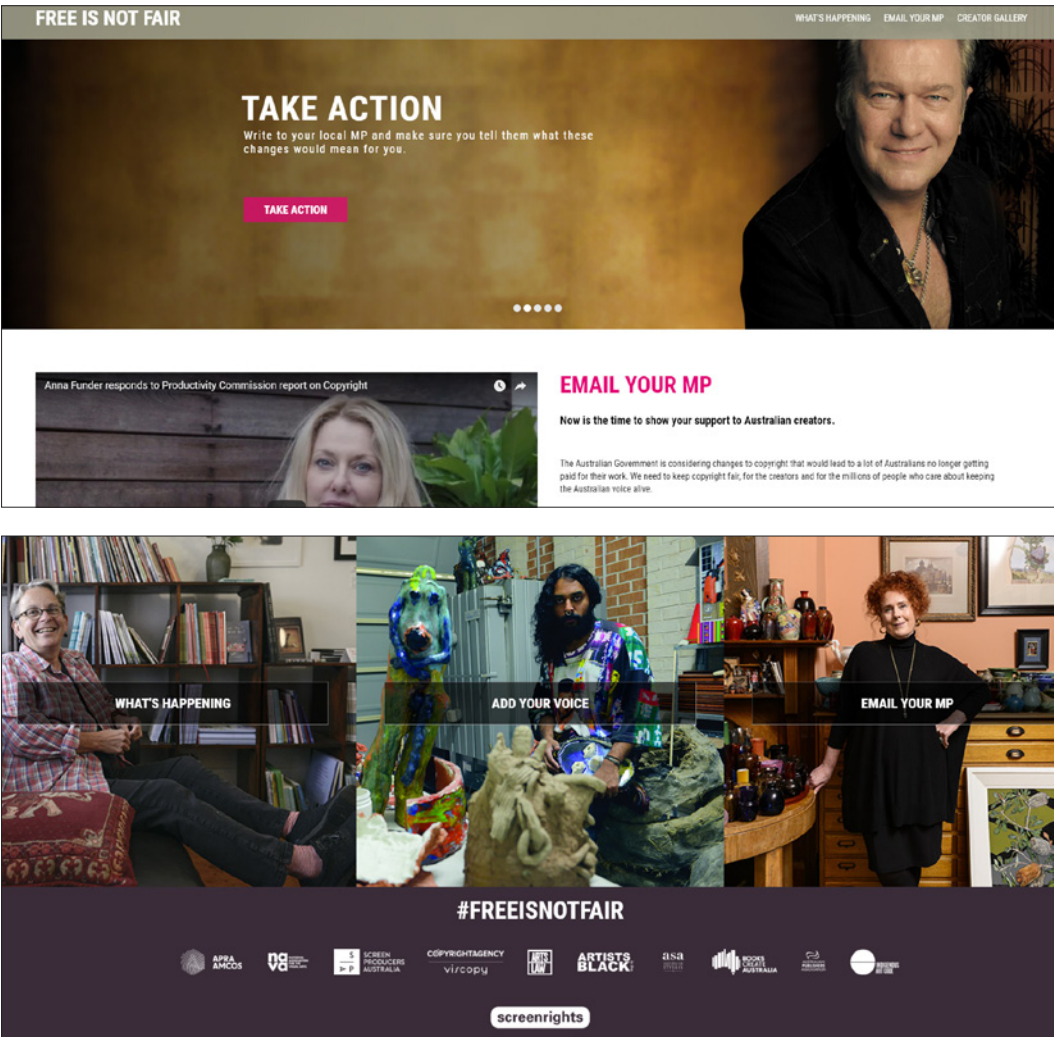 FREE IS NOT FAIR
WHAT'S HAPPENING EMAIL YOUR MP CREATOR GALLERY
TAKE ACTION
Write to your local MP and make sure you tell them what these
changes would mean for you.
TAKE ACTION
Anna Funder responds to Productivity Commission report on Copyright
EMAIL YOUR MP
Now is the time to show your support to Australian creators.
The Australian Government is considering changes to copyright that would lead to a lot of Australians no longer getting
paid for their work. We need to keep copyright fair, for the creators and for the millions of people who care about keeping
the Australian voice alive.
WHAT'S HAPPENING
ADD YOUR VOICE
EMAIL YOUR MP
#FREEISNOTFAIR
APRA
AMCOS
SCREEN
PRODUCERS
AUSTRALIA
COPYRIGHTAGENCY
viscopy
ARTS
LAW
ARTISTS
BLACK
asa
BOOKS
CREATE
AUSTRALIA
INDIGENOUS
ART CODE
screenrights